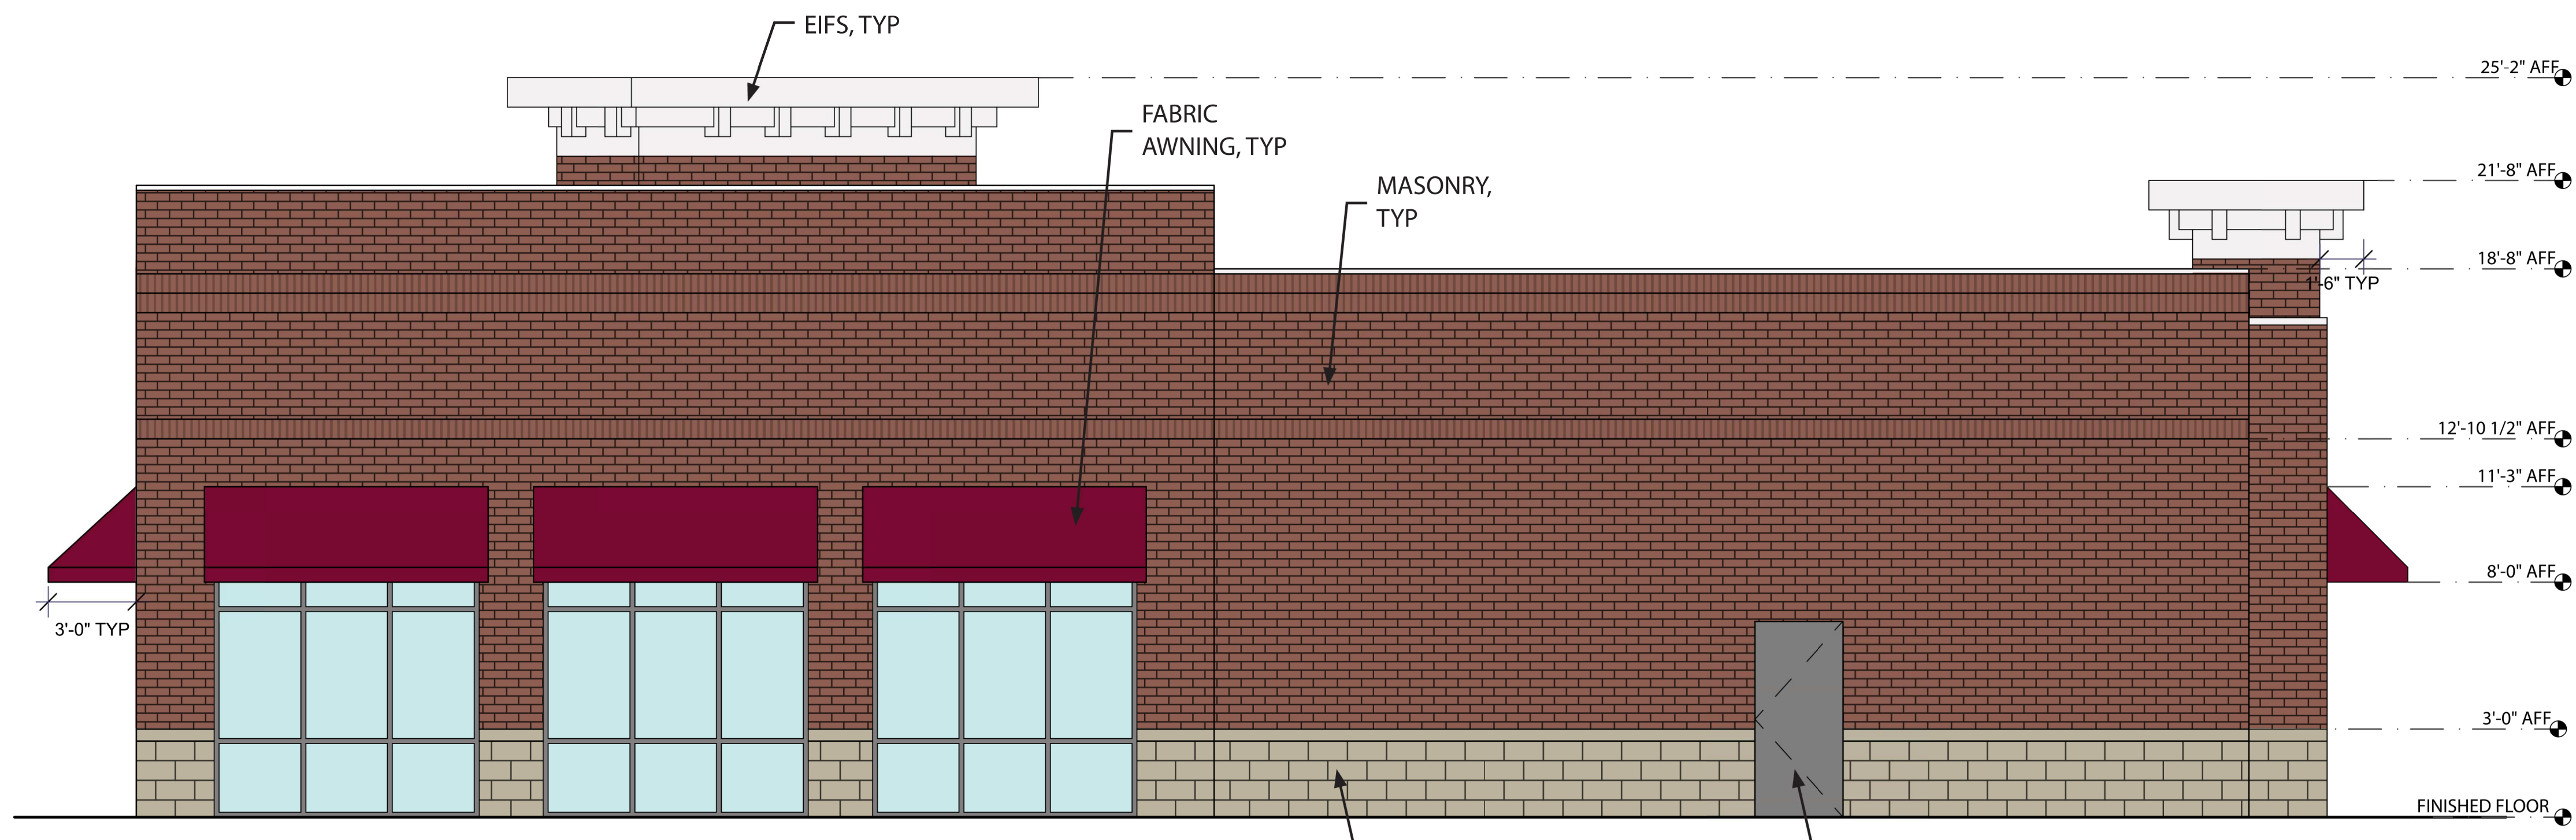 EIFS, TYP
25'-2" AFF
FABRIC
AWNING, TYP
21'-8" AFF
MASONRY,
TYP
18'-8" AFF
1'-6" TYP
12'-10 1/2" AFF
11'-3" AFF
8'-0" AFF
3'-0" TYP
3'-0" AFF
FINISHED FLOOR